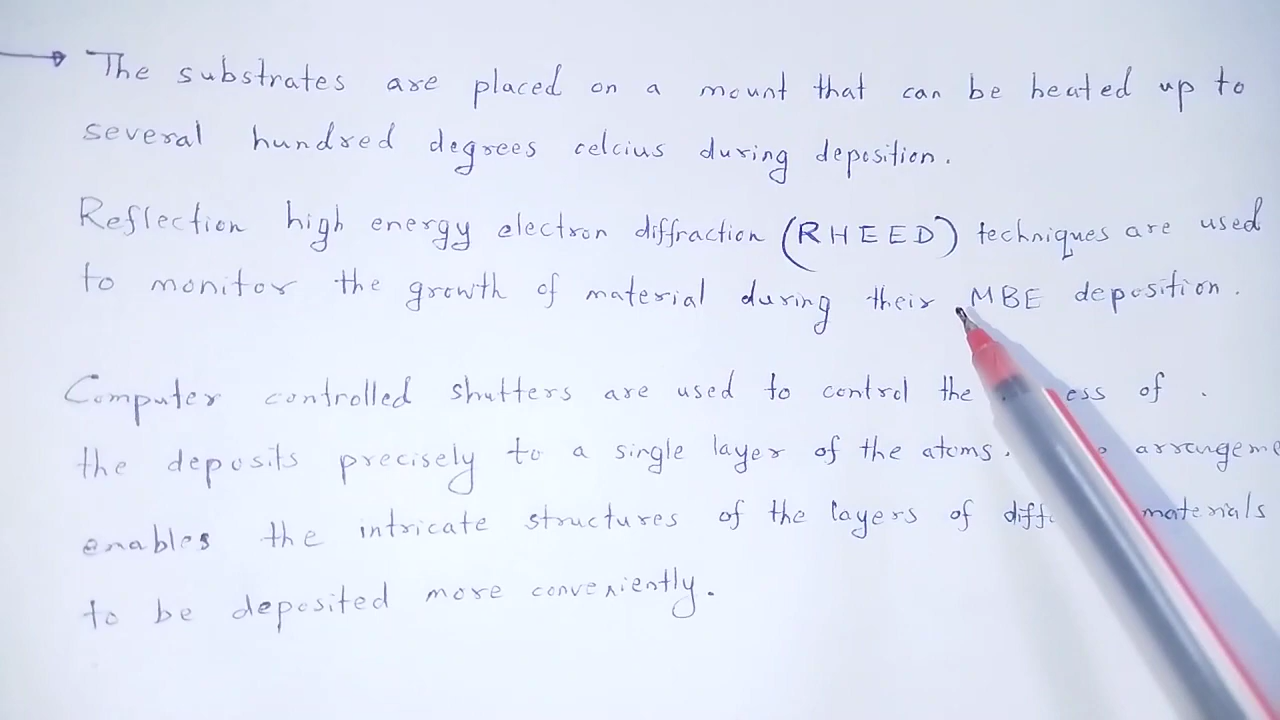 The substrates are placed on a mount that can be heated up to
several hundred degrees celcius during deposition.
Reflection high energy electron diffraction (RHEED) techniques are used
to monitor the growth of material during their MBE deposition.
Computer controlled shutters are used to control the of
the deposits precisely to a single layer of the atoms.
enables the intricate structures of the layers of materials
to be deposited more conveniently.